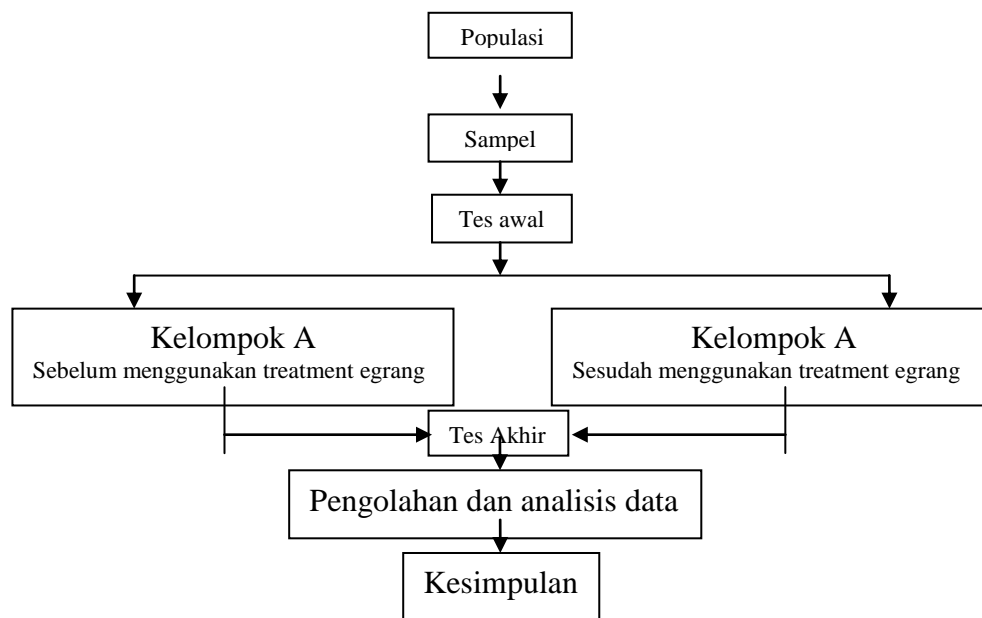 Populasi
Sampel
Tes awal
Kelompok A
Sebelum menggunakan treatment egrang
Kelompok A
Sesudah menggunakan treatment egrang
Tes Akhir
Pengolahan dan analisis data
Kesimpulan